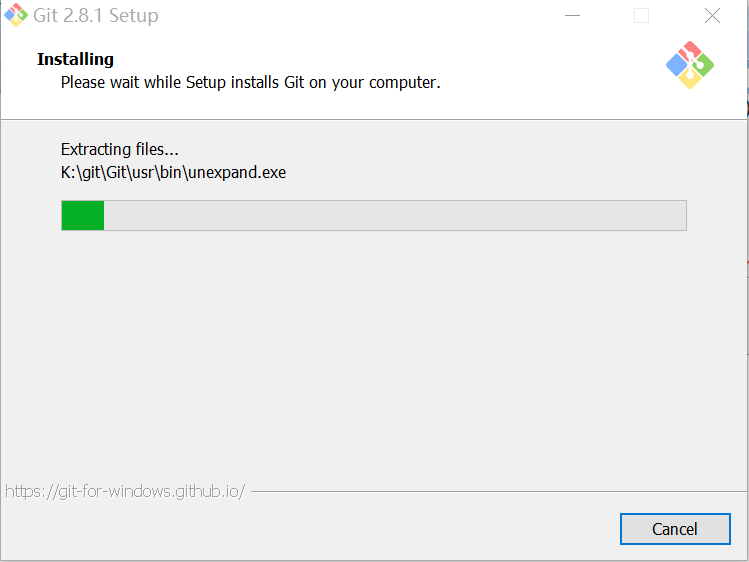 Git 2.8.1 Setup
Installing
Please wait while Setup installs Git on your computer.
Extracting files...
K:\git\Git\usr\bin\unexpand.exe
https://git-for-windows.github.io/
Cancel